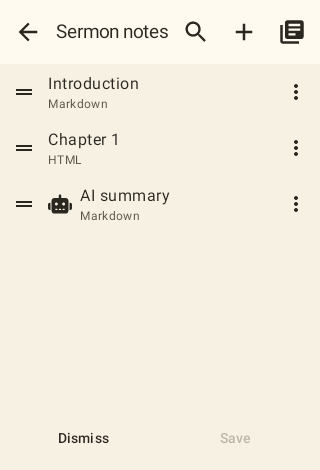 Sermon notes
Introduction
Markdown
Chapter 1
HTML
AI summary
Markdown
Dismiss
Save